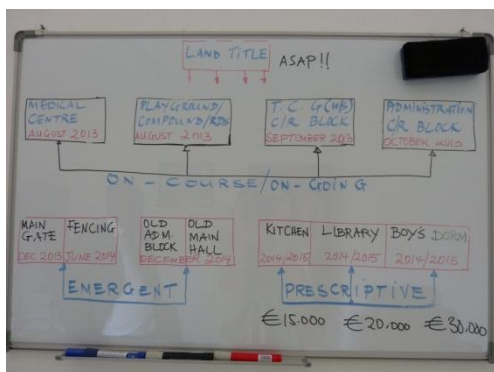 LAND TITLE
ASAP!!
MEDICAL CENTRE
AUGUST 2013
PLAYGROUND/
COMPOUND/RDS
AUGUST 2013
T. C. G (H/S)
C/R BLOCK
SEPTEMBER 2013
ADMINISTRATION
C/R BLOCK
OCTOBER 2013
ON - COURSE/ON - GOING
MAIN GATE
DEC 2013
FENCING
JUNE 2014
OLD ADM. BLOCK
OLD MAIN HALL
DECEMBER 2014
KITCHEN
2014/2015
LIBRARY
2014/2015
BOY'S DORM.
2014/2015
EMERGENT
PRESCRIPTIVE
€15.000 €20.000 €30.000